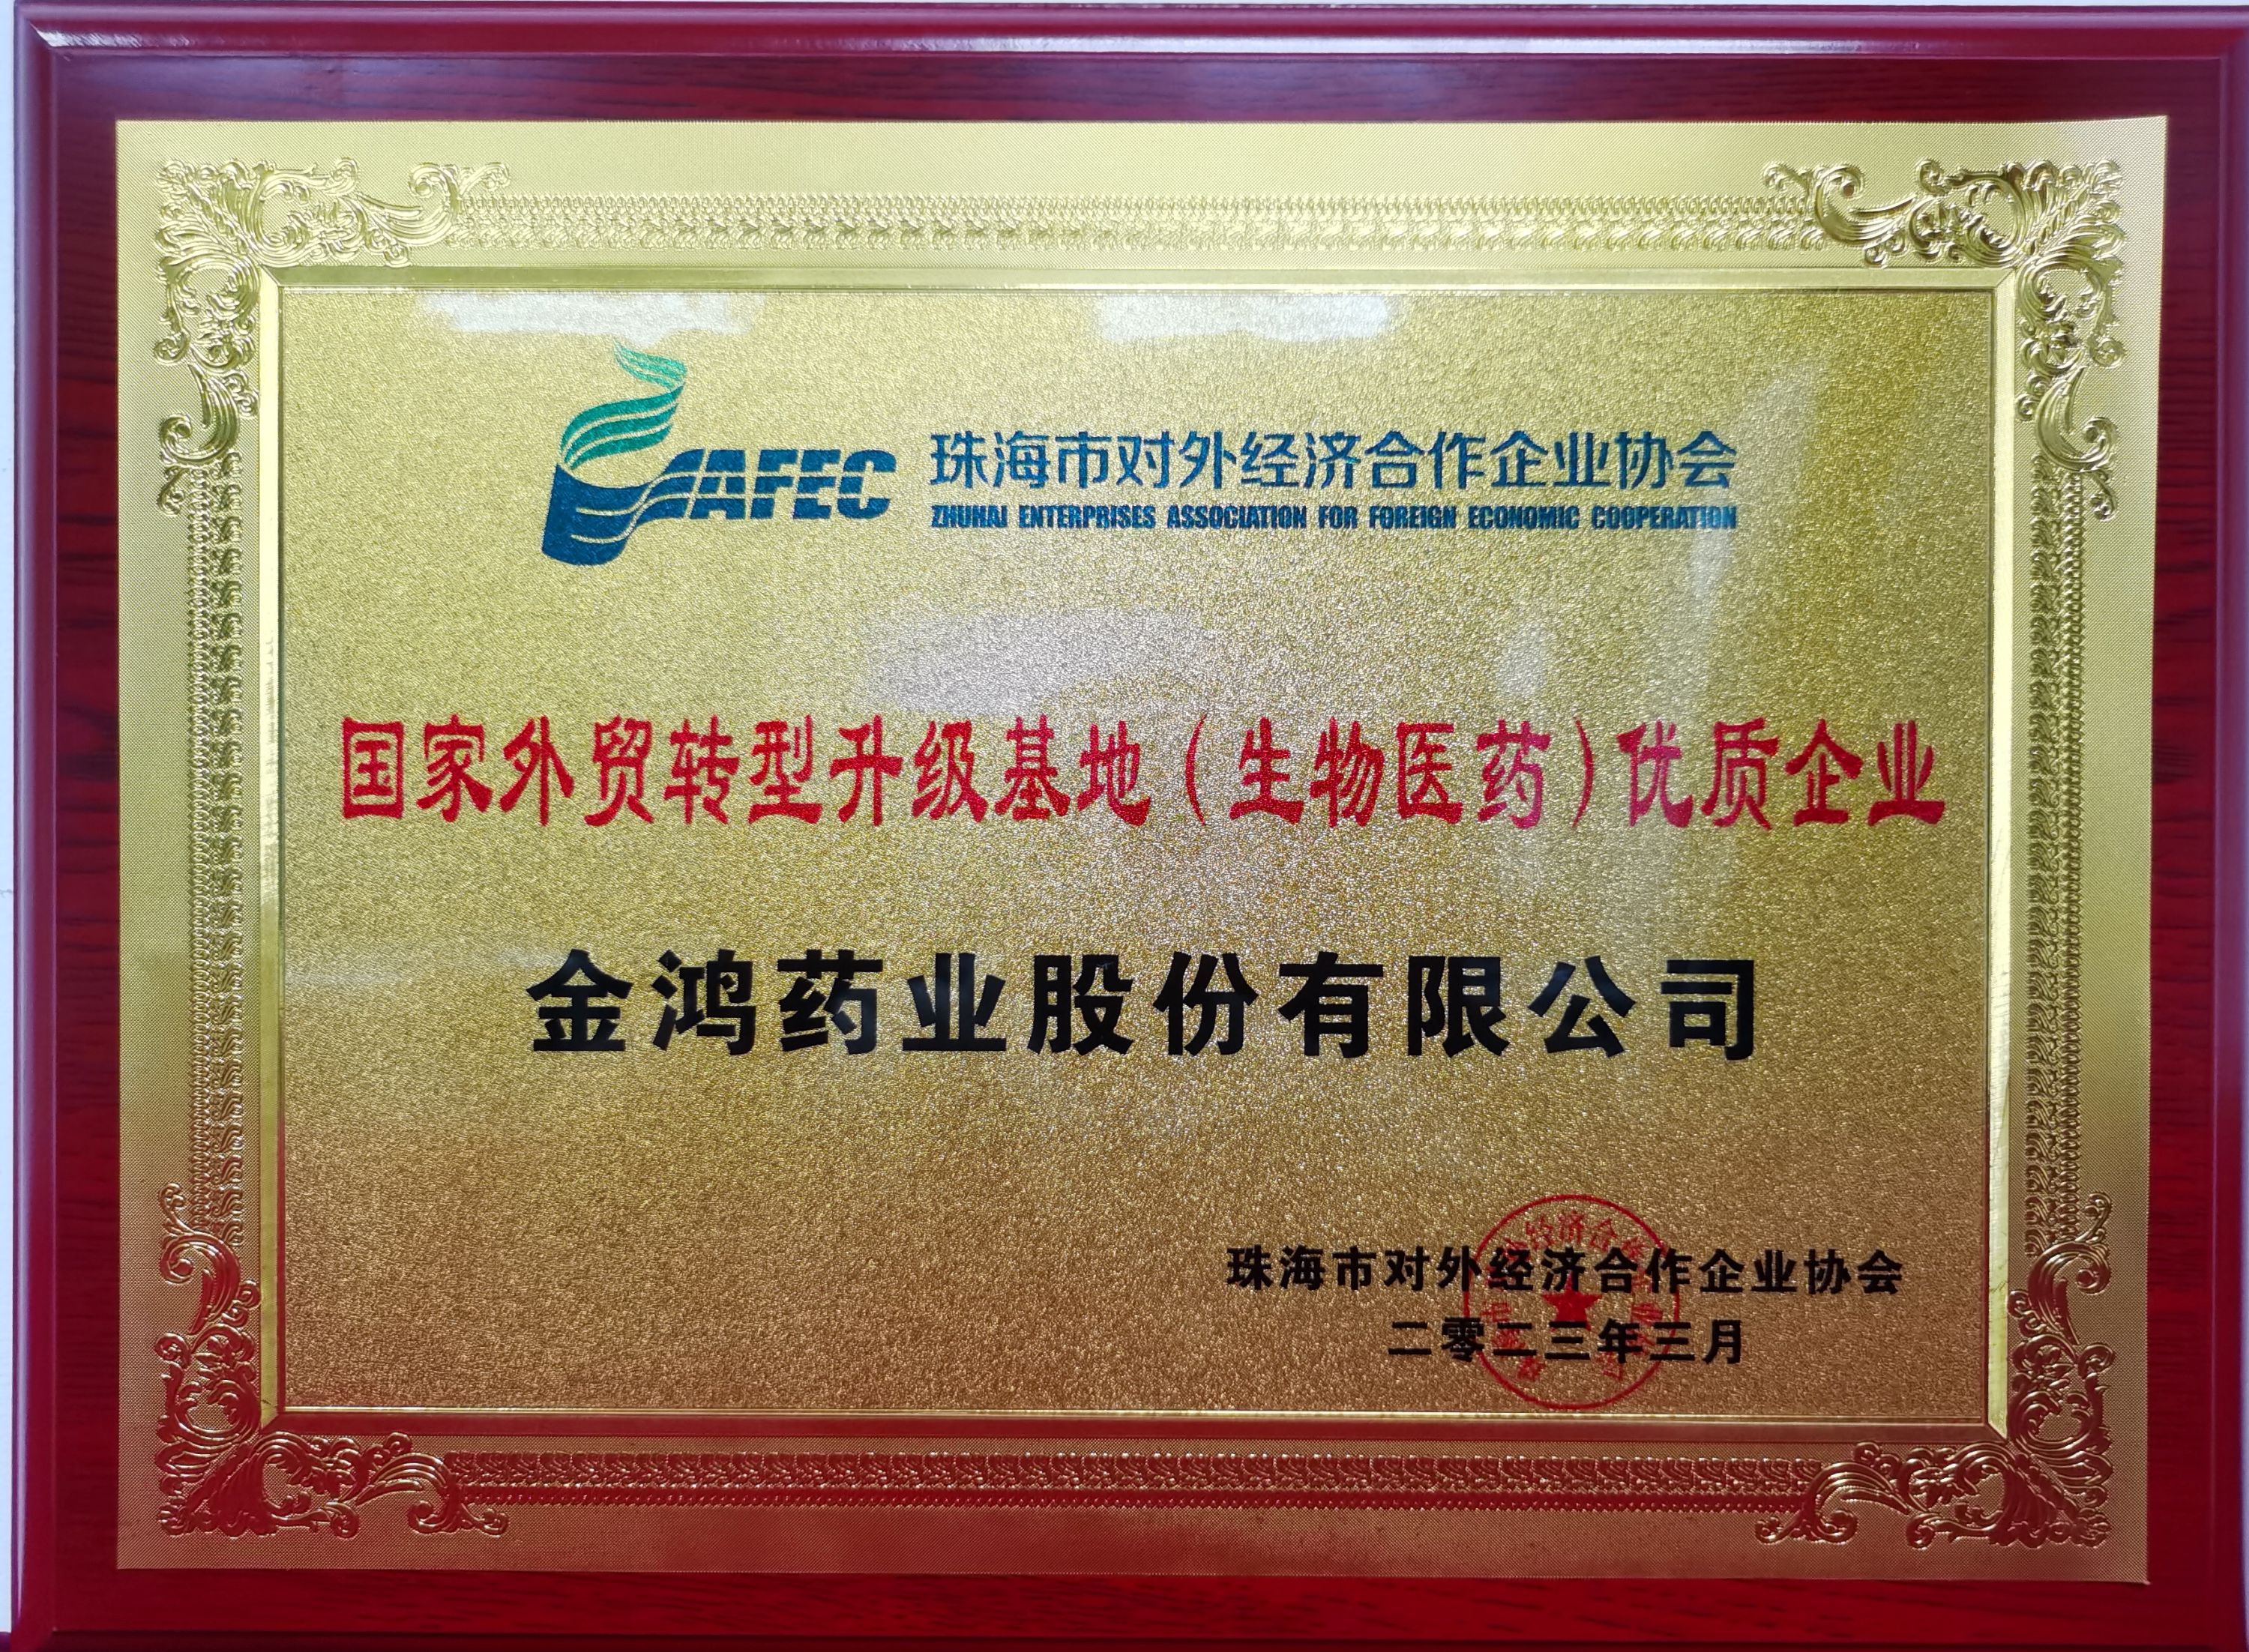 EAFEC
珠海市对外经济合作企业协会
ZHUHAI ENTERPRISES ASSOCIATION FOR FOREIGN ECONOMIC COOPERATION
国家外贸转型升级基地(生物医药)优质企业
金鸿药业股份有限公司
珠海市对外经济合作企业协会
二零二三年三月